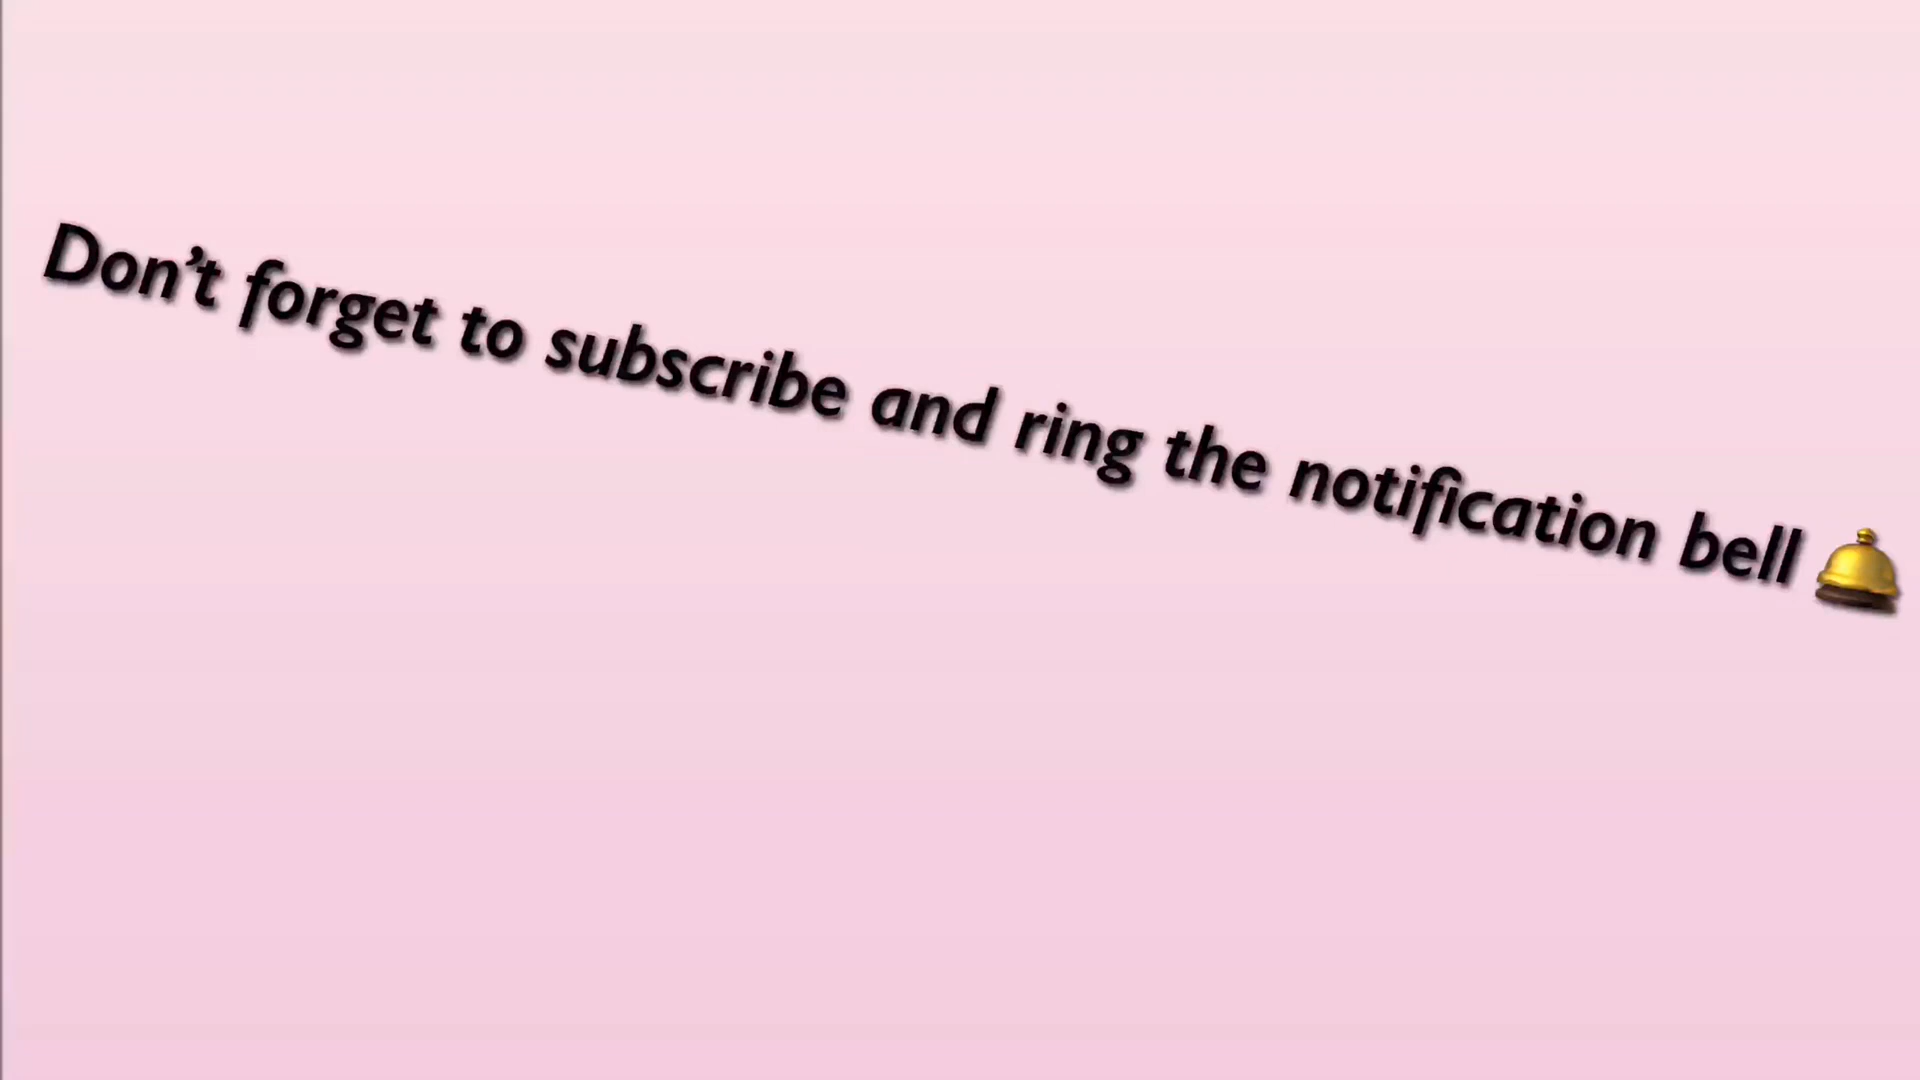 Don’t forget to subscribe and ring the notification bell 🛎️